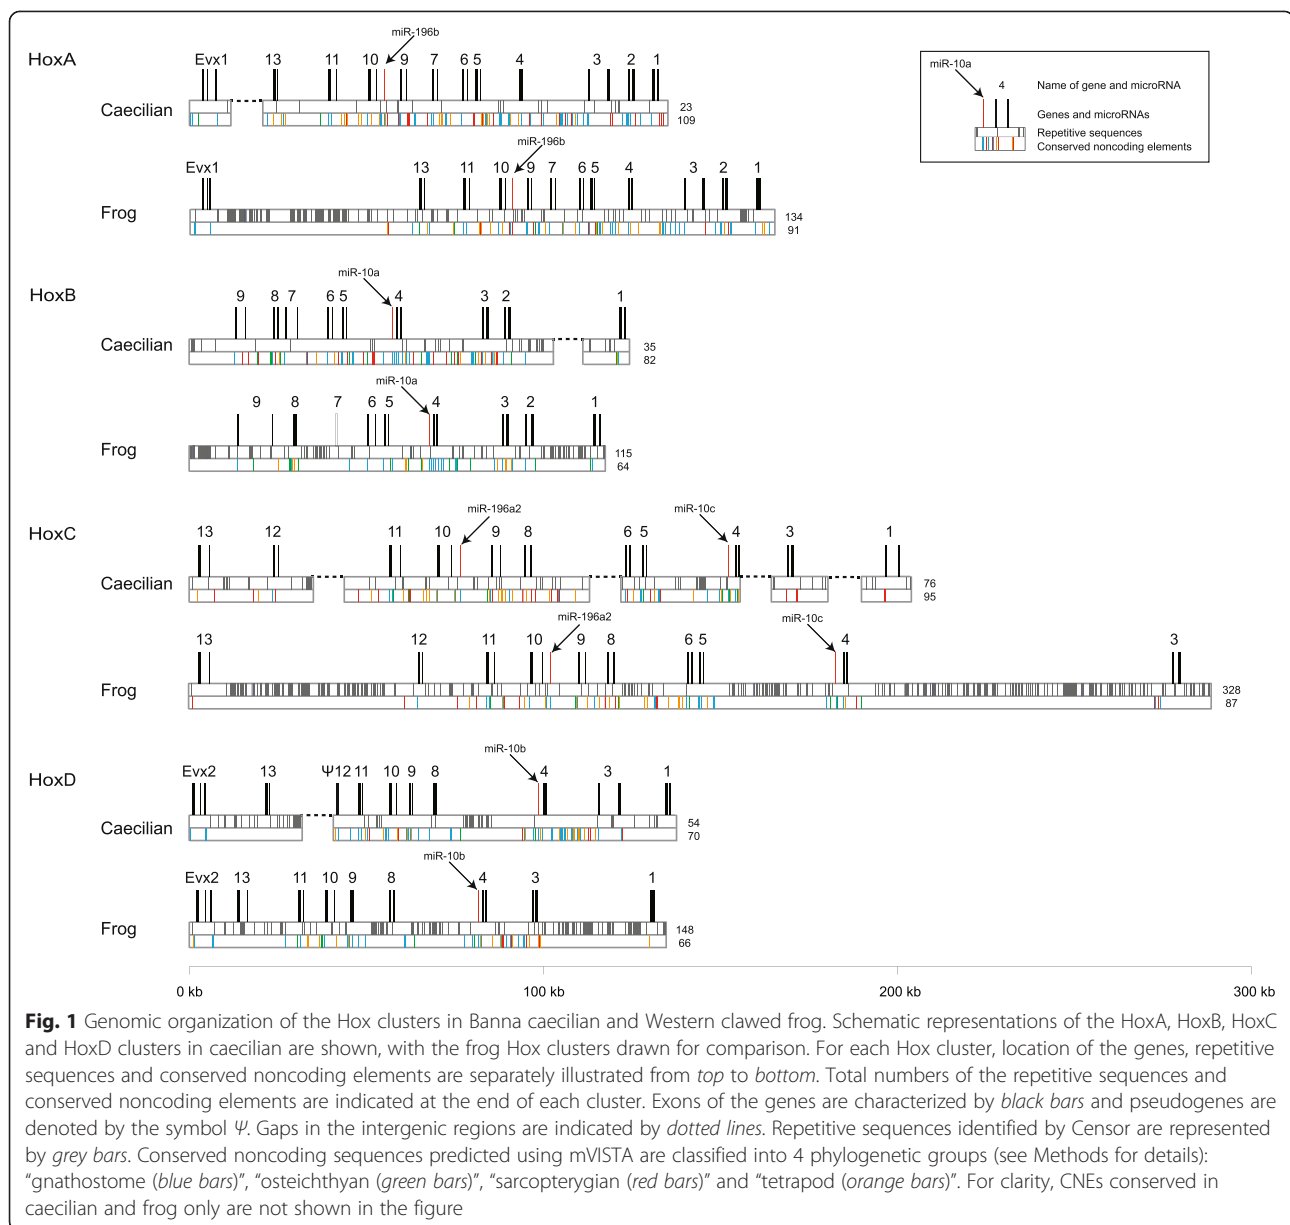 HoxA
miR-196b
Evx1 13 11 10 9 7 6 5 4 3 2 1
Caecilian
23
109
miR-196b
Evx1 13 11 10 9 7 6 5 4 3 2 1
Frog
134
91
miR-10a
4
Name of gene and microRNA
Genes and microRNAs
Repetitive sequences
Conserved noncoding elements
HoxB
miR-10a
9 8 7 6 5 4 3 2 1
Caecilian
35
82
miR-10a
9 8 7 6 5 4 3 2 1
Frog
115
64
HoxC
miR-196a2
miR-10c
13 12 11 10 9 8 6 5 4 3 1
Caecilian
76
95
miR-196a2
miR-10c
13 12 11 10 9 8 6 5 4 3
Frog
328
87
HoxD
miR-10b
Evx2 13 Ψ12 11 10 9 8 4 3 1
Caecilian
54
70
miR-10b
Evx2 13 11 10 9 8 4 3 1
Frog
148
66
0 kb 100 kb 200 kb 300 kb
Fig. 1 Genomic organization of the Hox clusters in Banna caecilian and Western clawed frog. Schematic representations of the HoxA, HoxB, HoxC
and HoxD clusters in caecilian are shown, with the frog Hox clusters drawn for comparison. For each Hox cluster, location of the genes, repetitive
sequences and conserved noncoding elements are separately illustrated from top to bottom. Total numbers of the repetitive sequences and
conserved noncoding elements are indicated at the end of each cluster. Exons of the genes are characterized by black bars and pseudogenes are
denoted by the symbol Ψ. Gaps in the intergenic regions are indicated by dotted lines. Repetitive sequences identified by Censor are represented
by grey bars. Conserved noncoding sequences predicted using mVISTA are classified into 4 phylogenetic groups (see Methods for details):
“gnathostome (blue bars)”, “osteichthyan (green bars)”, “sarcopterygian (red bars)” and “tetrapod (orange bars)”. For clarity, CNEs conserved in
caecilian and frog only are not shown in the figure